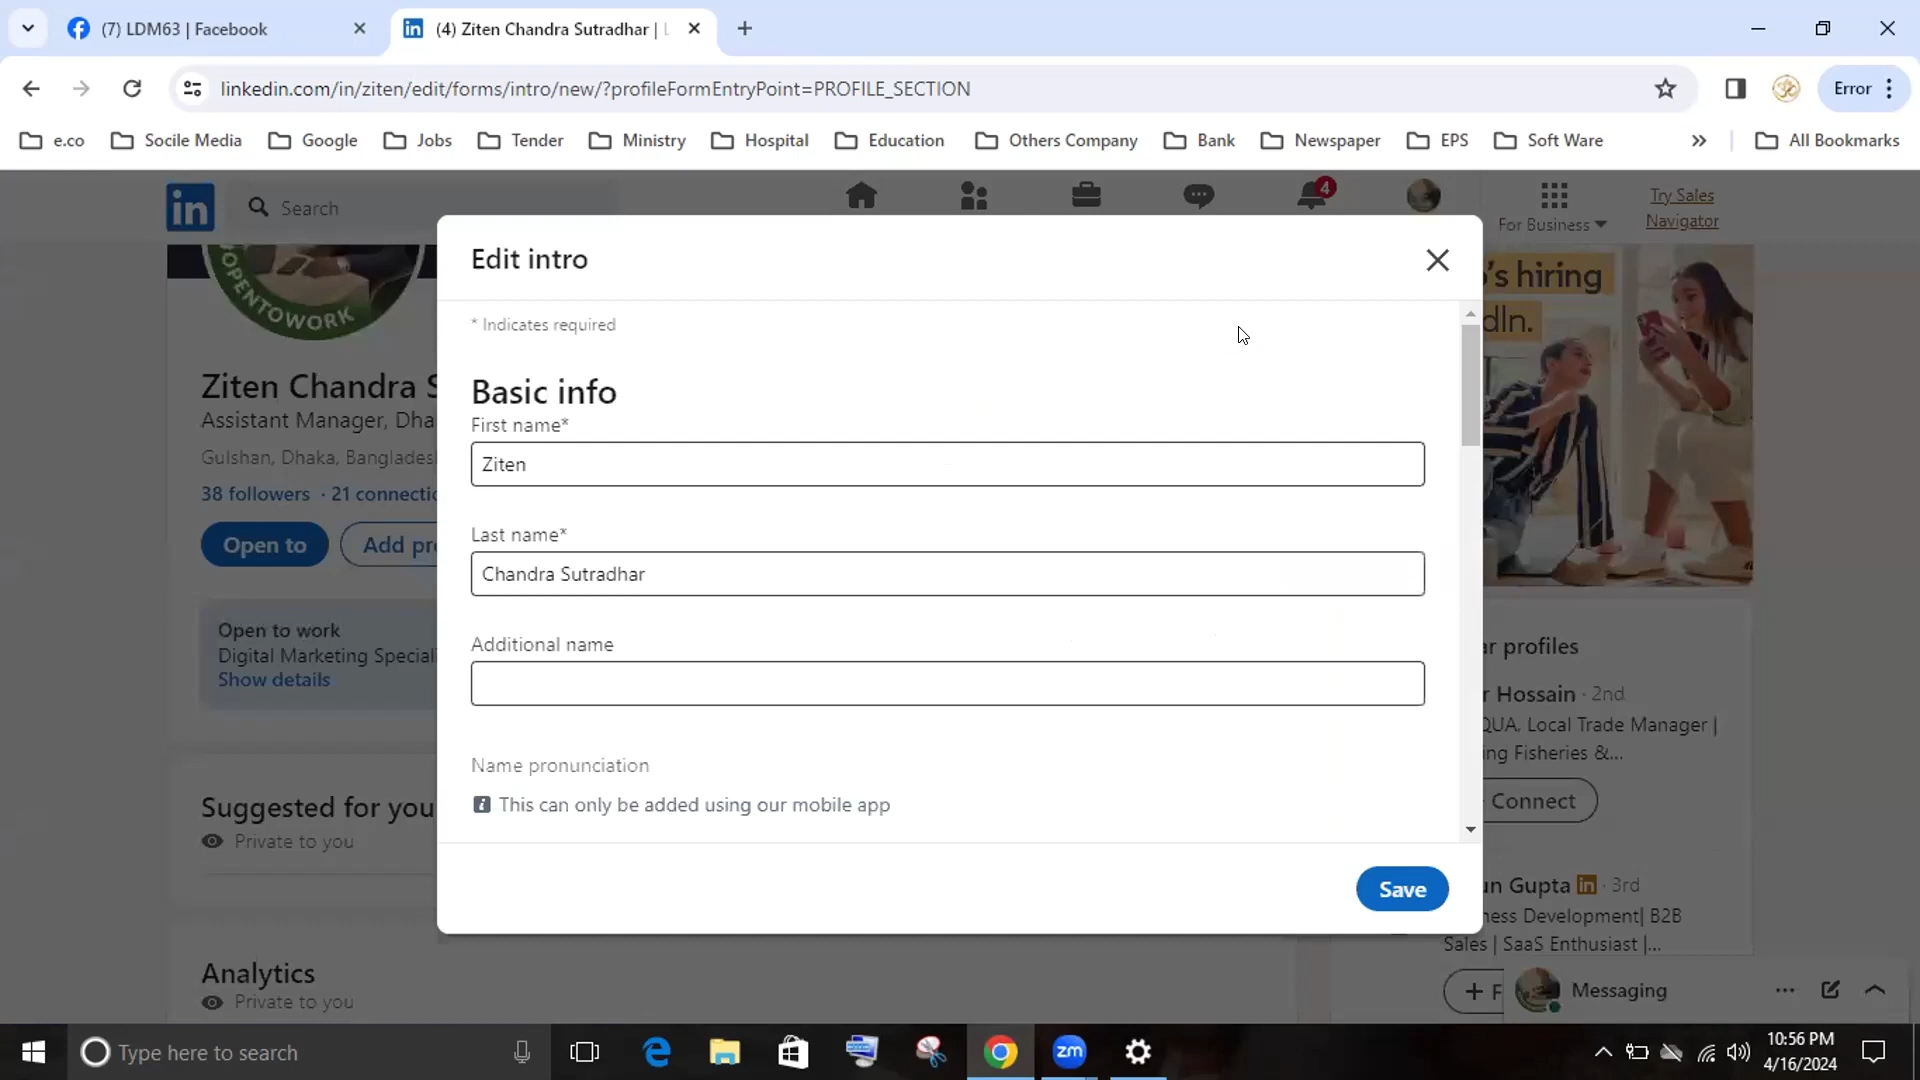 (7) LDM63 | Facebook
(4) Ziten Chandra Sutradhar |
linkedin.com/in/ziten/edit/forms/intro/new/?profileFormEntryPoint=PROFILE_SECTION
Error
e.co
Socile Media
Google
Jobs
Tender
Ministry
Hospital
Education
Others Company
Bank
Newspaper
EPS
Soft Ware
All Bookmarks
in
Search
4
For Business
Try Sales
Navigator
OPENTOWORK
Ziten Chandra S
Assistant Manager, Dha
Gulshan, Dhaka, Banglades
38 followers · 21 connectio
Open to
Add pr
Open to work
Digital Marketing Speciali
Show details
Suggested for you
Private to you
Analytics
Private to you
Edit intro
* Indicates required
Basic info
First name*
Ziten
Last name*
Chandra Sutradhar
Additional name
Name pronunciation
This can only be added using our mobile app
Save
's hiring
dln.
ar profiles
r Hossain · 2nd
QUA, Local Trade Manager |
ing Fisheries &...
Connect
un Gupta in · 3rd
ness Development| B2B
Sales | SaaS Enthusiast |...
+ F
Messaging
Type here to search
zm
10:56 PM
4/16/2024